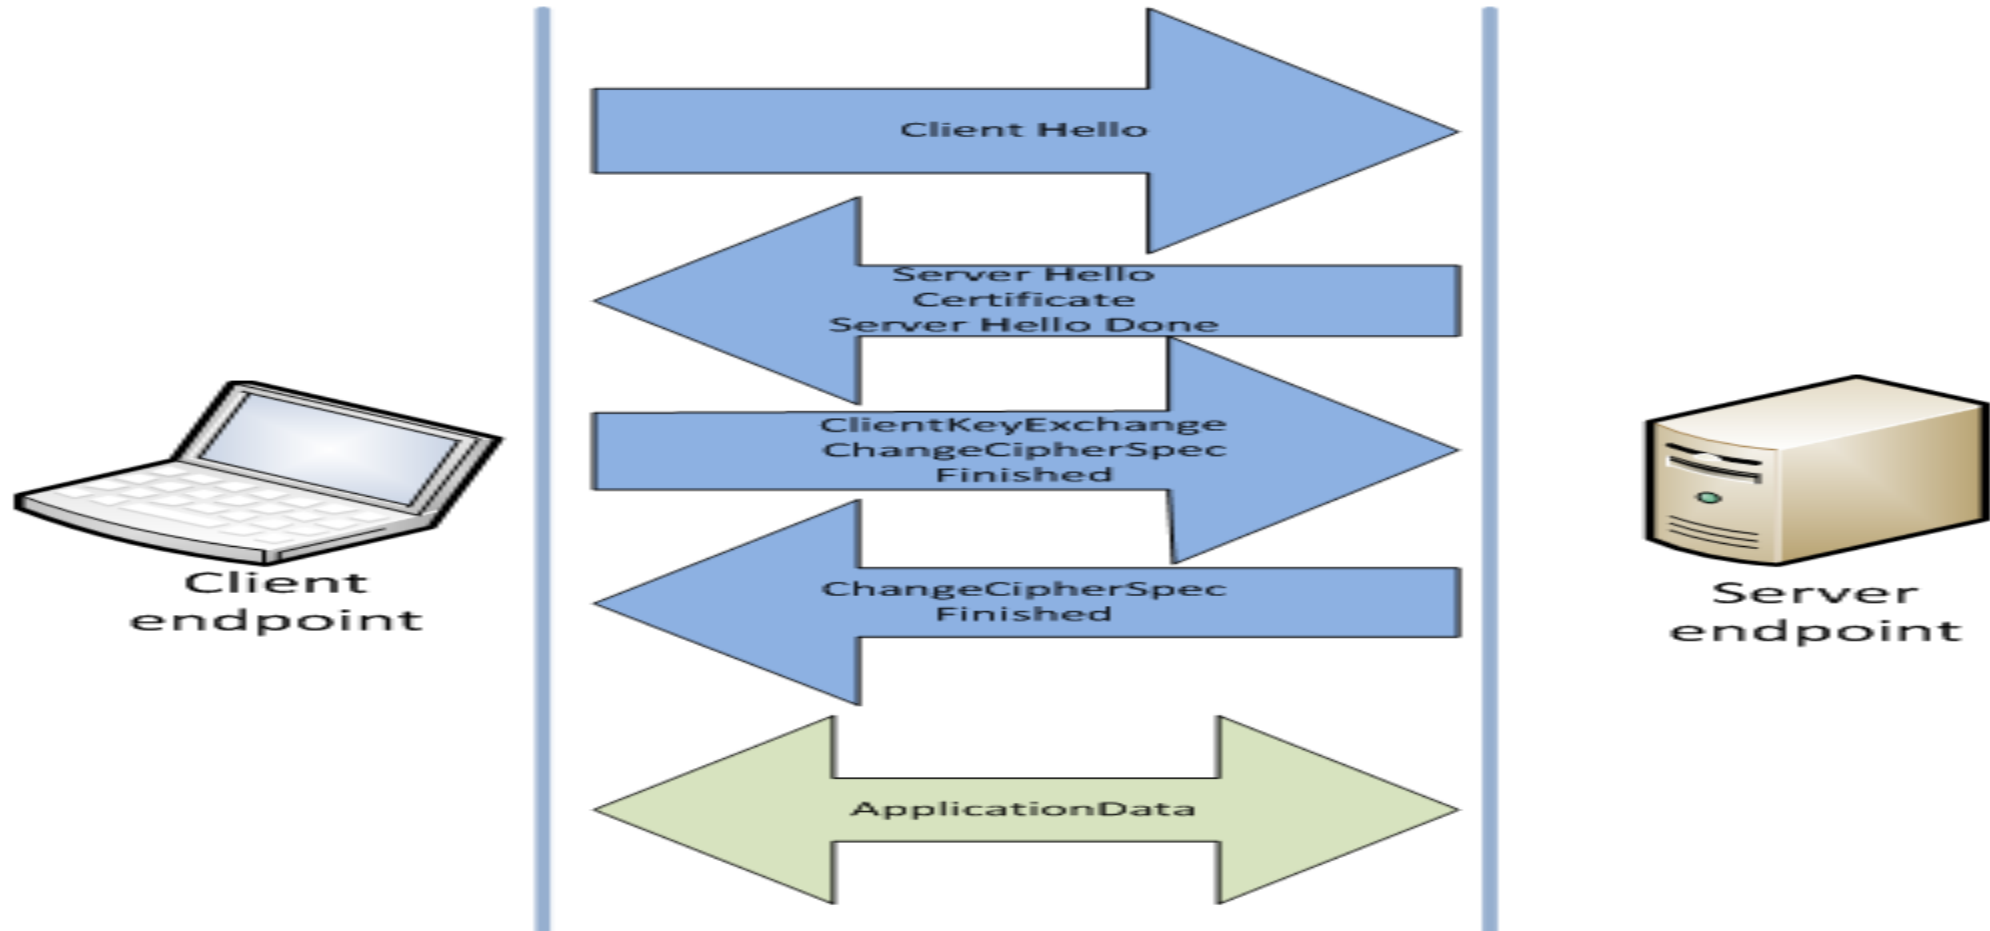 Client Hello
Server Hello
Certificate
Server Hello Done
ClientKeyExchange
ChangeCipherSpec
Finished
ChangeCipherSpec
Finished
ApplicationData
Client
endpoint
Server
endpoint